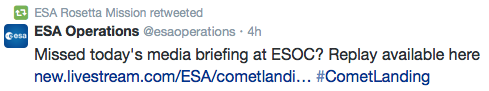 ESA Rosetta Mission retweeted
esa
ESA Operations @esaoperations · 4h
Missed today's media briefing at ESOC? Replay available here
new.livestream.com/ESA/cometlandi… #CometLanding